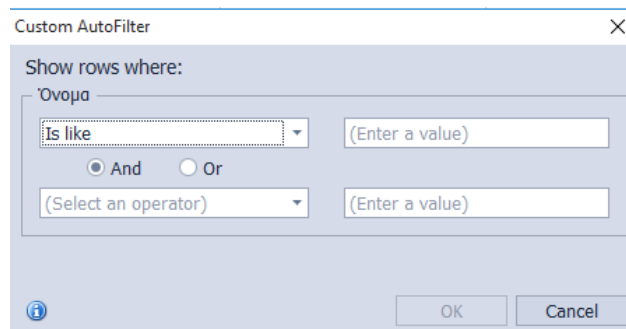 Custom AutoFilter
Show rows where:
Όνομα
Is like (Enter a value)
And Or
(Select an operator) (Enter a value)
OK Cancel